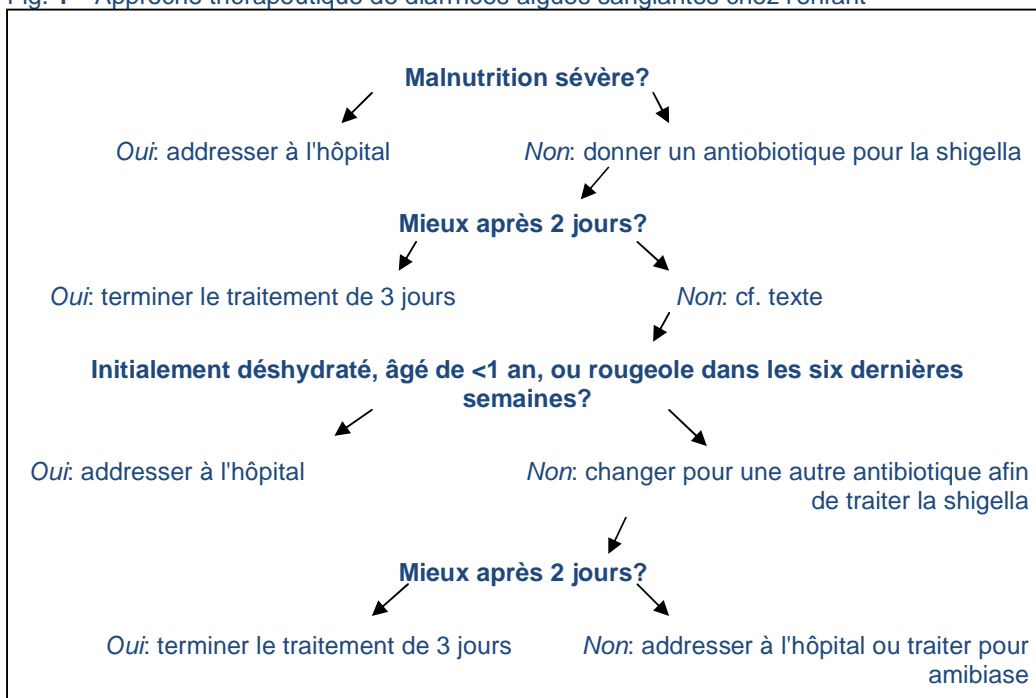 Fig. 1 – Approche thérapeutique de diarrhées aiguës sanglantes chez l'enfant
Malnutrition sévère?
Oui: addresser à l'hôpital
Non: donner un antiobiotique pour la shigella
Mieux après 2 jours?
Oui: terminer le traitement de 3 jours
Non: cf. texte
Initialement déshydraté, âgé de <1 an, ou rougeole dans les six dernières
semaines?
Oui: addresser à l'hôpital
Non: changer pour une autre antibiotique afin
de traiter la shigella
Mieux après 2 jours?
Oui: terminer le traitement de 3 jours
Non: addresser à l'hôpital ou traiter pour
amibiase